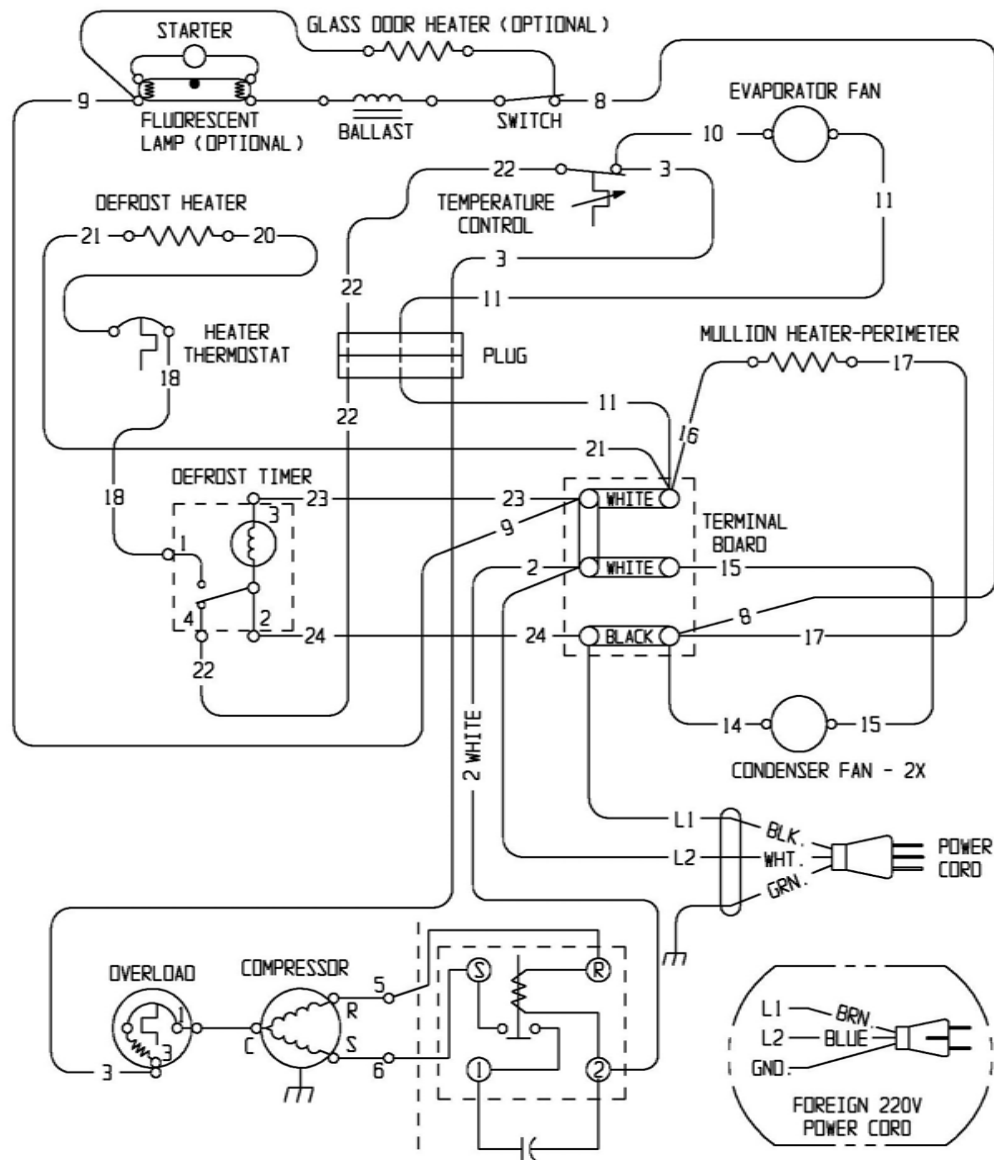 GLASS DOOR HEATER (OPTIONAL)
STARTER
9
8
FLUORESCENT
LAMP (OPTIONAL)
BALLAST
SWITCH
EVAPORATOR FAN
10
11
22
3
TEMPERATURE
CONTROL
DEFROST HEATER
21
20
3
22
11
HEATER
THERMOSTAT
18
PLUG
MULLION HEATER-PERIMETER
17
22
11
16
21
DEFROST TIMER
18
23
23
3
1
WHITE
9
TERMINAL
BOARD
2
WHITE
15
4
2
8
24
24
BLACK
17
22
2 WHITE
14
15
CONDENSER FAN - 2X
L1
BLK.
L2
WHT.
GRN.
POWER
CORD
OVERLOAD
COMPRESSOR
5
S
R
1
R
3
C
S
6
3
1
2
L1
BRN.
L2
BLUE
GND.
FOREIGN 220V
POWER CORD